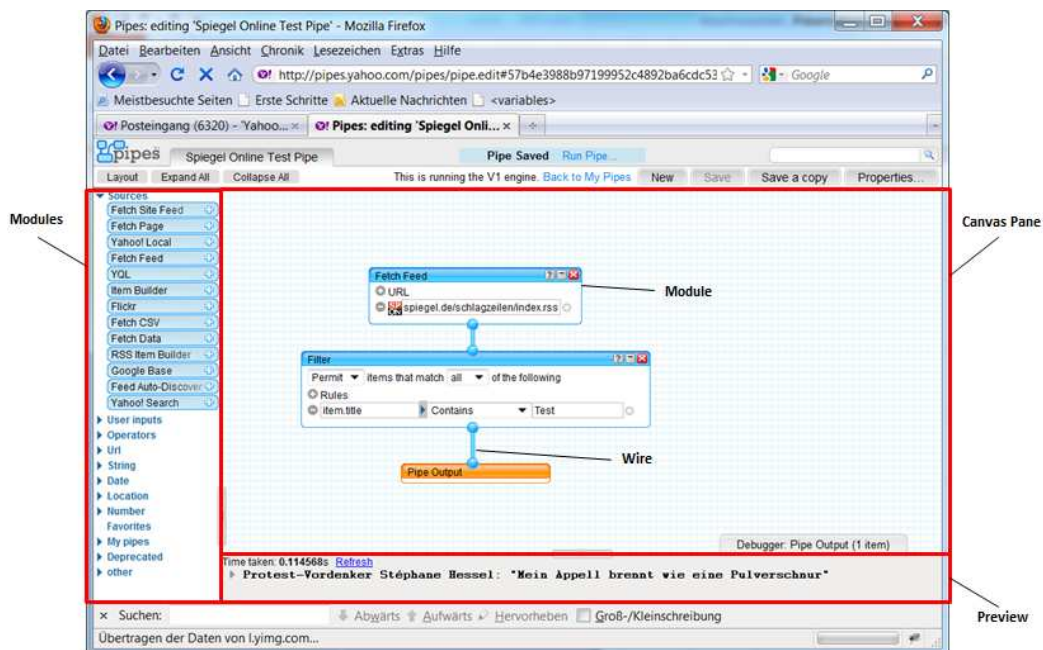 Pipes: editing 'Spiegel Online Test Pipe' - Mozilla Firefox
Datei Bearbeiten Ansicht Chronik Lesezeichen Extras Hilfe
http://pipes.yahoo.com/pipes/pipe.edit#57b4e3988b97199952c4892ba6cdc53
Google
Meistbesuchte Seiten Erste Schritte Aktuelle Nachrichten <variables>
Posteingang (6320) - 'Yahoo... × Pipes: editing 'Spiegel Onli... ×
pipes Spiegel Online Test Pipe Pipe Saved Run Pipe...
Layout Expand All Collapse All This is running the V1 engine. Back to My Pipes New Save Save a copy Properties...
Modules
Sources
Fetch Site Feed
Fetch Page
Yahoo! Local
Fetch Feed
YQL
Item Builder
Flickr
Fetch CSV
Fetch Data
RSS Item Builder
Google Base
Feed Auto-Discover
Yahoo! Search
User inputs
Operators
Url
String
Date
Location
Number
Favorites
My pipes
Deprecated
other
Canvas Pane
Fetch Feed
URL
spiegel.de/schlagzeilen/index.rss
Module
Filter
Permit items that match all of the following
Rules
item.title Contains Test
Wire
Pipe Output
Debugger: Pipe Output (1 item)
Time taken: 0.114568s Refresh
Protest-Vordenker Stéphane Hessel: "Mein Appell brennt wie eine Pulverschnur"
Preview
× Suchen: Abwärts Aufwärts Hervorheben Groß-/Kleinschreibung
Übertragen der Daten von l.yimg.com...